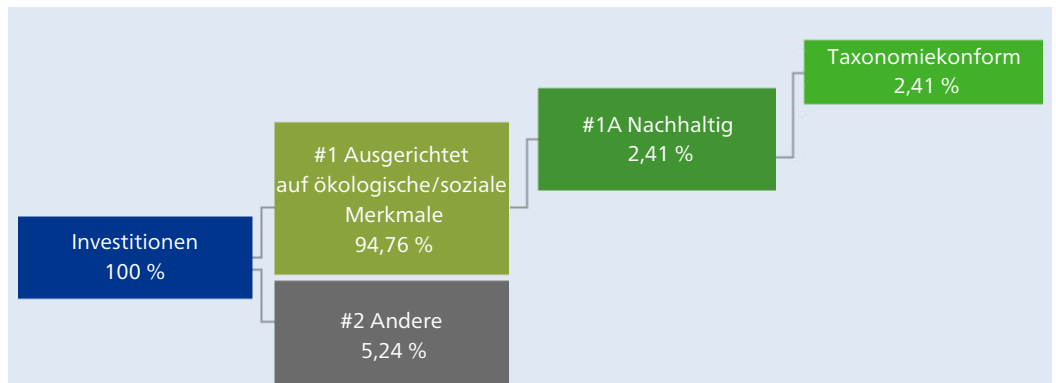 Investitionen
100 %
#1 Ausgerichtet
auf ökologische/soziale
Merkmale
94,76 %
#2 Andere
5,24 %
#1A Nachhaltig
2,41 %
Taxonomiekonform
2,41 %